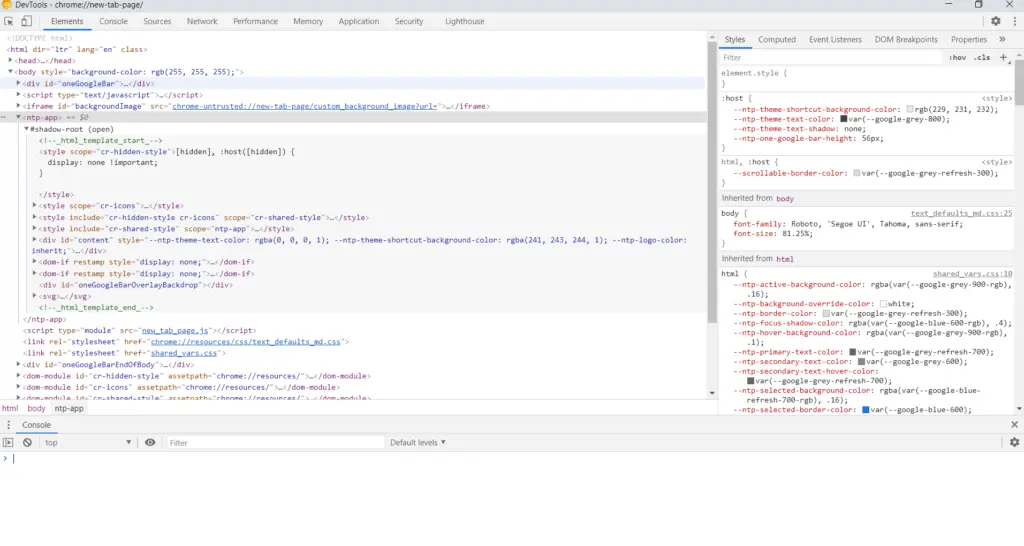 DevTools - chrome://new-tab-page/
Elements Console Sources Network Performance Memory Application Security Lighthouse
<!DOCTYPE html>
<html dir="ltr" lang="en" class>
<head>…</head>
<body style="background-color: rgb(255, 255, 255);">
<div id="oneGoogleBar">…</div>
<script type="text/javascript">…</script>
<iframe id="backgroundImage" src="chrome-untrusted://new-tab-page/custom_background_image?url=">…</iframe>
<ntp-app> == $0
#shadow-root (open)
<!--_html_template_start_-->
<style scope="cr-hidden-style">[hidden], :host([hidden]) {
display: none !important;
}
</style>
<style scope="cr-icons">…</style>
<style include="cr-hidden-style cr-icons" scope="cr-shared-style">…</style>
<style include="cr-shared-style" scope="ntp-app">…</style>
<div id="content" style="--ntp-theme-text-color: rgba(0, 0, 0, 1); --ntp-theme-shortcut-background-color: rgba(241, 243, 244, 1); --ntp-logo-color:
inherit;">…</div>
<dom-if restamp style="display: none;">…</dom-if>
<dom-if restamp style="display: none;">…</dom-if>
<div id="oneGoogleBarOverlayBackdrop"></div>
<svg>…</svg>
<!--_html_template_end_-->
</ntp-app>
<script type="module" src="new_tab_page.js"></script>
<link rel="stylesheet" href="chrome://resources/css/text_defaults_md.css">
<link rel="stylesheet" href="shared_vars.css">
<div id="oneGoogleBarEndOfBody">…</div>
<dom-module id="cr-hidden-style" assetpath="chrome://resources/">…</dom-module>
<dom-module id="cr-icons" assetpath="chrome://resources/">…</dom-module>
<dom-module id="cr-shared-style" assetpath="chrome://resources/">…</dom-module>
html body ntp-app
Styles Computed Event Listeners DOM Breakpoints Properties »
Filter :hov .cls +
element.style {
}
:host { <style>
--ntp-theme-shortcut-background-color: rgb(229, 231, 232);
--ntp-theme-text-color: var(--google-grey-800);
--ntp-theme-text-shadow: none;
--ntp-one-google-bar-height: 56px;
}
html, :host { <style>
--scrollable-border-color: var(--google-grey-refresh-300);
}
Inherited from body
body { text_defaults_md.css:25
font-family: Roboto, 'Segoe UI', Tahoma, sans-serif;
font-size: 81.25%;
}
Inherited from html
html { shared_vars.css:10
--ntp-active-background-color: rgba(var(--google-grey-900-rgb),
.16);
--ntp-background-override-color: white;
--ntp-border-color: var(--google-grey-refresh-300);
--ntp-focus-shadow-color: rgba(var(--google-blue-600-rgb), .4);
--ntp-hover-background-color: rgba(var(--google-grey-900-rgb),
.1);
--ntp-primary-text-color: var(--google-grey-refresh-700);
--ntp-secondary-text-color: var(--google-grey-600);
--ntp-secondary-text-hover-color:
var(--google-grey-refresh-700);
--ntp-selected-background-color: rgba(var(--google-blue-
refresh-700-rgb), .16);
--ntp-selected-border-color: var(--google-blue-600);
Console
top Filter Default levels